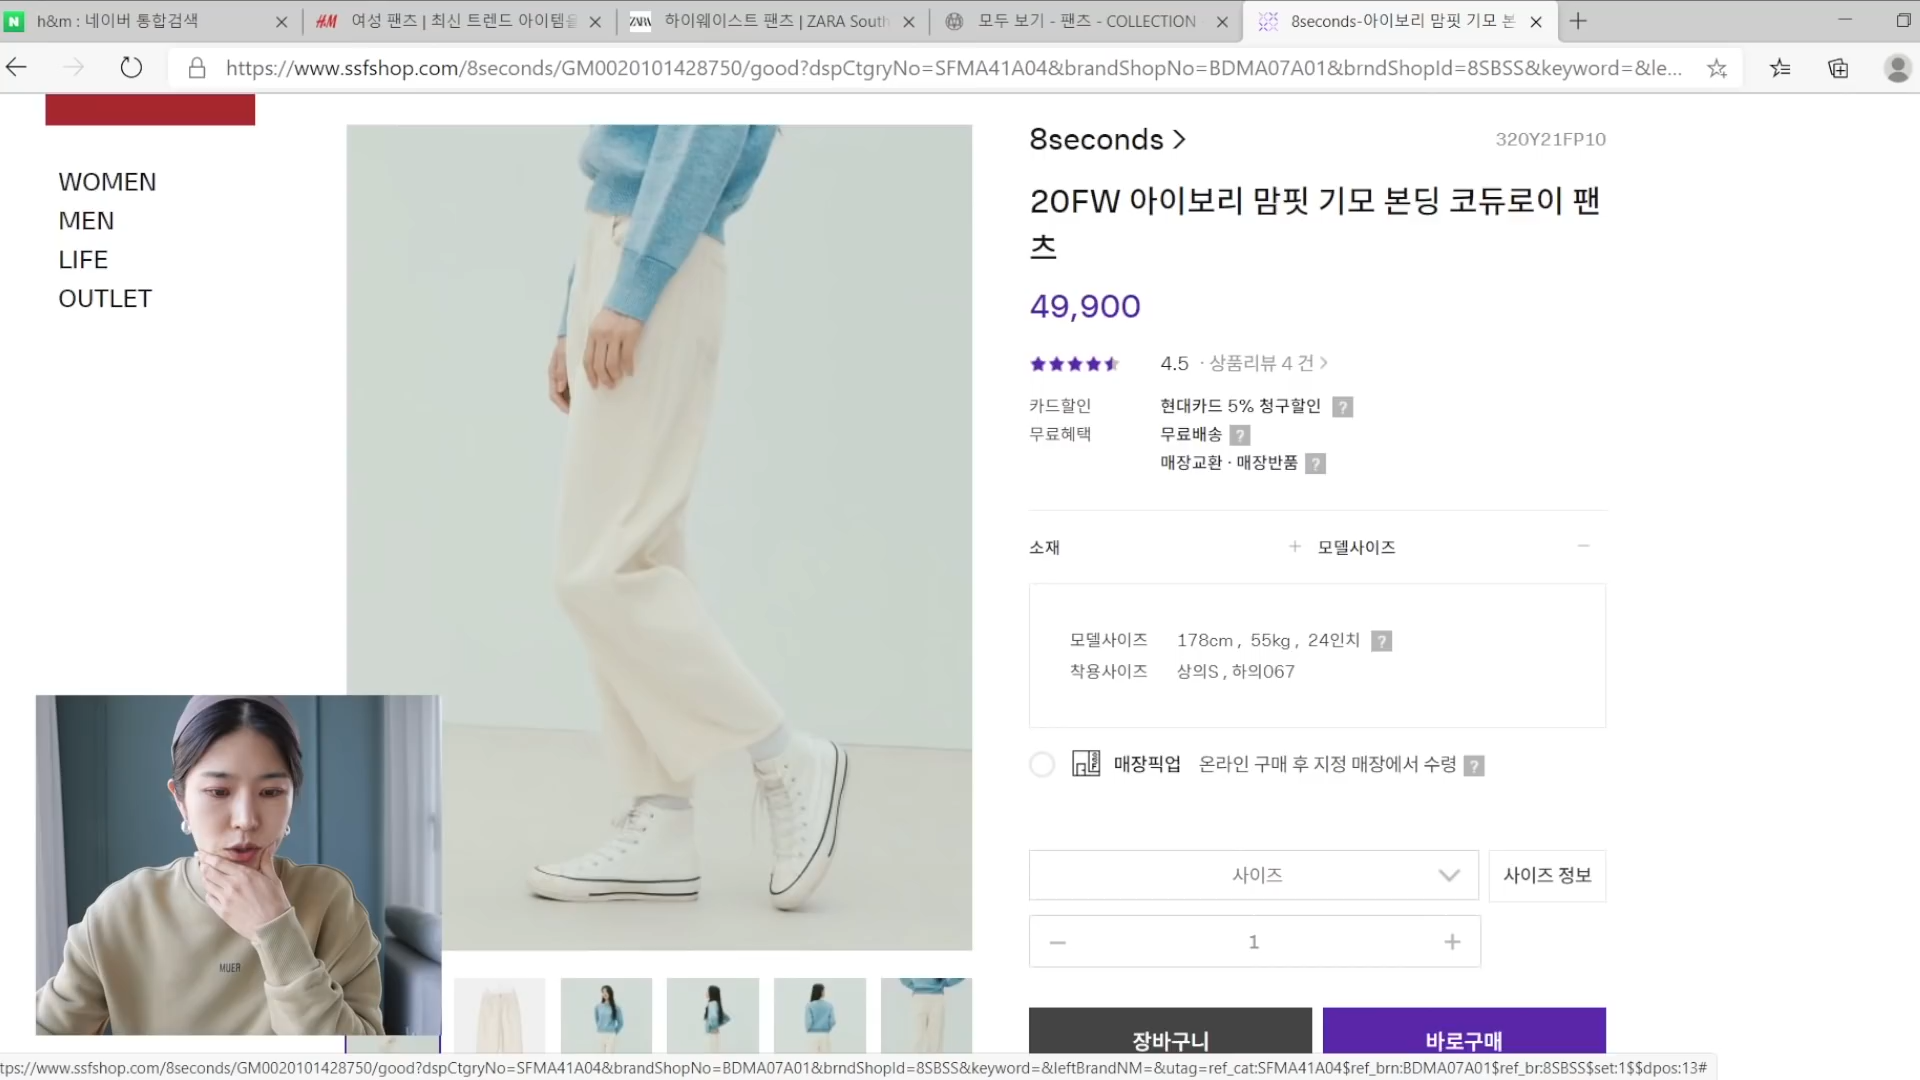 h&m : 네이버 통합검색
H&M 여성 팬츠 | 최신 트렌드 아이템을
ZARA 하이웨이스트 팬츠 | ZARA South
모두 보기 - 팬츠 - COLLECTION
8seconds-아이보리 맘핏 기모 본
https://www.ssfshop.com/8seconds/GM0020101428750/good?dspCtgryNo=SFMA41A04&brandShopNo=BDMA07A01&brndShopId=8SBSS&keyword=&le...
WOMEN
MEN
LIFE
OUTLET
8seconds >
320Y21FP10
20FW 아이보리 맘핏 기모 본딩 코듀로이 팬
츠
49,900
4.5 · 상품리뷰 4 건 >
카드할인 현대카드 5% 청구할인 ?
무료혜택 무료배송 ?
매장교환 · 매장반품 ?
소재 + 모델사이즈 −
모델사이즈 178cm , 55kg , 24인치 ?
착용사이즈 상의S , 하의067
매장픽업 온라인 구매 후 지정 매장에서 수령 ?
사이즈
사이즈 정보
− 1 +
장바구니
바로구매
MUER
tps://www.ssfshop.com/8seconds/GM0020101428750/good?dspCtgryNo=SFMA41A04&brandShopNo=BDMA07A01&brndShopId=8SBSS&keyword=&leftBrandNM=&utag=ref_cat:SFMA41A04$ref_brn:BDMA07A01$ref_br:8SBSS$set:1$$dpos:13#